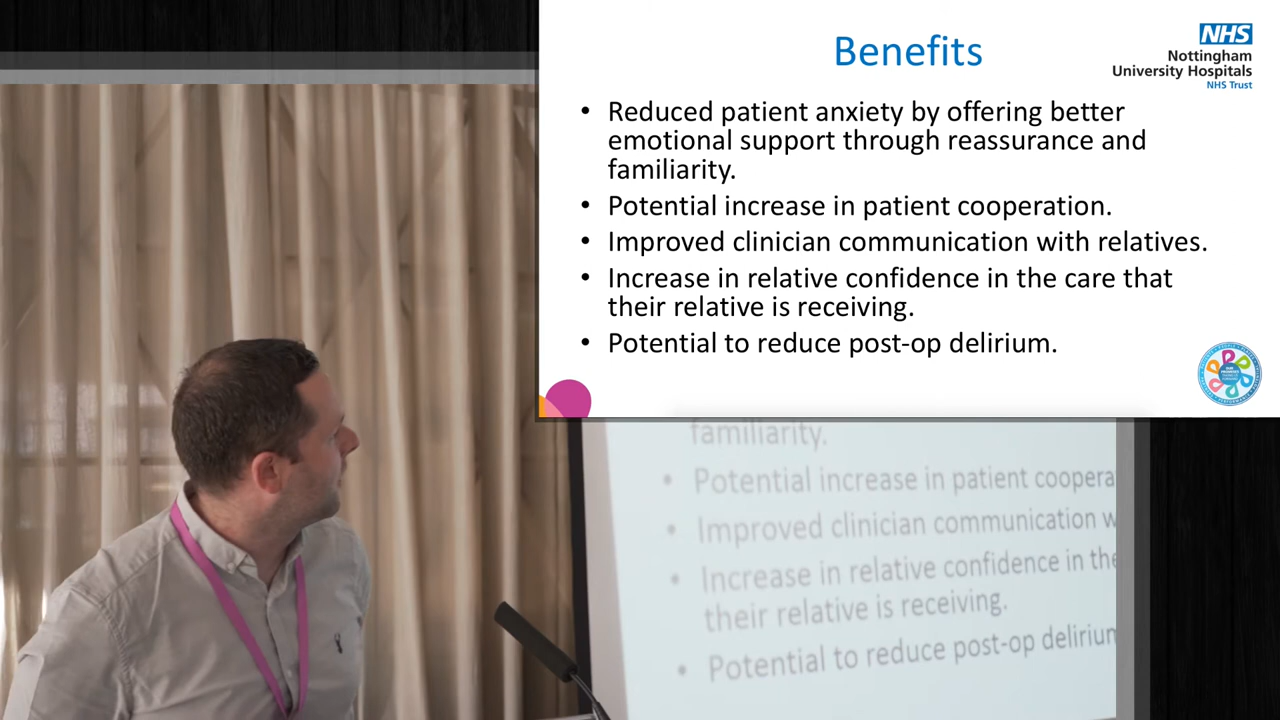 Benefits
NHS
Nottingham
University Hospitals
NHS Trust
• Reduced patient anxiety by offering better
emotional support through reassurance and
familiarity.
• Potential increase in patient cooperation.
• Improved clinician communication with relatives.
• Increase in relative confidence in the care that
their relative is receiving.
• Potential to reduce post-op delirium.
familiarity.
• Potential increase in patient coopera
• Improved clinician communication w
• Increase in relative confidence in the
their relative is receiving.
• Potential to reduce post-op delirium